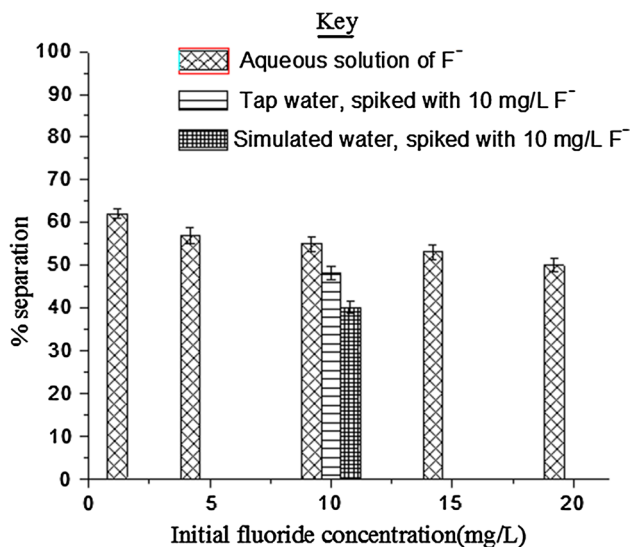 Key
Aqueous solution of F⁻
Tap water, spiked with 10 mg/L F⁻
Simulated water, spiked with 10 mg/L F⁻
100
90
80
70
60
50
40
30
20
10
0
% separation
0 5 10 15 20
Initial fluoride concentration(mg/L)